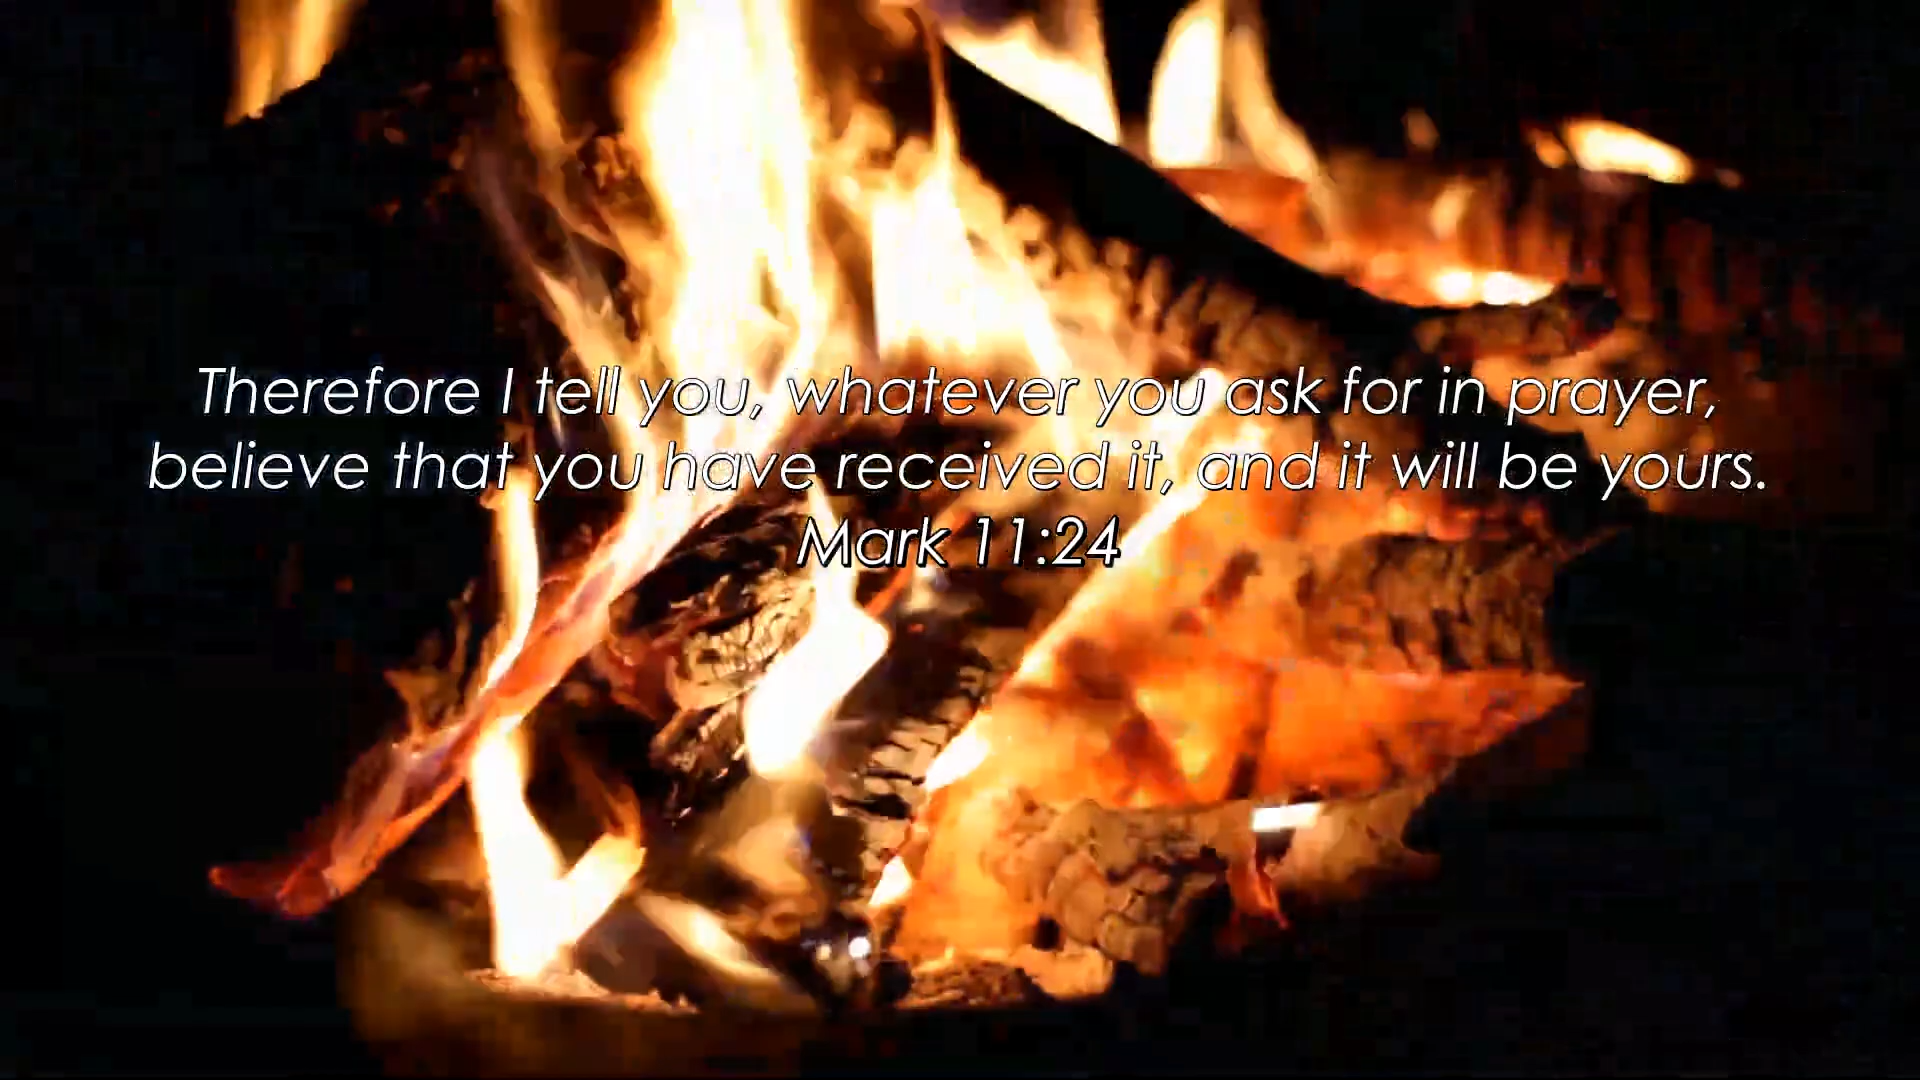 Therefore I tell you, whatever you ask for in prayer,
believe that you have received it, and it will be yours.
Mark 11:24